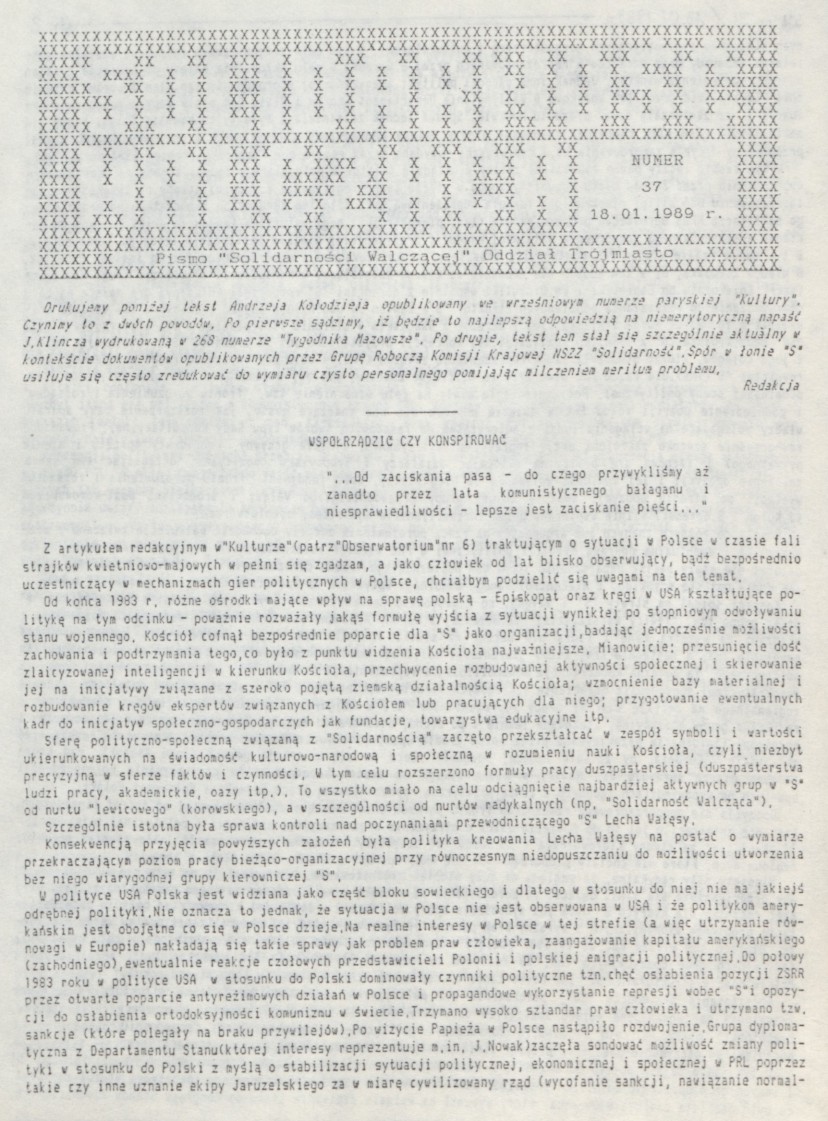 NUMER
37
18.01.1989 r.
Pismo "Solidarności Walczącej" Oddział Trójmiasto
Drukujemy poniżej tekst Andrzeja Kołodzieja opublikowany we wrześniowym numerze paryskiej "Kultury".
Czynimy to z dwóch powodów. Po pierwsze sądzimy, iż będzie to najlepszą odpowiedzią na niemerytoryczną napaść
J.Klincza wydrukowaną w 268 numerze "Tygodnika Mazowsze". Po drugie, tekst ten stał się szczególnie aktualny w
kontekście dokumentów opublikowanych przez Grupę Roboczą Komisji Krajowej NSZZ "Solidarność".Spór w łonie "S"
usiłuje się często zredukować do wymiaru czysto personalnego pomijając milczeniem meritum problemu.
Redakcja
WSPÓŁRZĄDZIĆ CZY KONSPIROWAĆ
"...Od zaciskania pasa - do czego przywykliśmy aż
zanadto przez lata komunistycznego bałaganu i
niesprawiedliwości - lepsze jest zaciskanie pięści..."
Z artykułem redakcyjnym w"Kulturze"(patrz"Obserwatorium"nr 6) traktującym o sytuacji w Polsce w czasie fali
strajków kwietniowo-majowych w pełni się zgadzam, a jako człowiek od lat blisko obserwujący, bądź bezpośrednio
uczestniczący w mechanizmach gier politycznych w Polsce, chciałbym podzielić się uwagami na ten temat.
Od końca 1983 r. różne ośrodki mające wpływ na sprawę polską - Episkopat oraz kręgi w USA kształtujące po-
litykę na tym odcinku - poważnie rozważały jakąś formułę wyjścia z sytuacji wynikłej po stopniowym odwoływaniu
stanu wojennego. Kościół cofnął bezpośrednie poparcie dla "S" jako organizacji,badając jednocześnie możliwości
zachowania i podtrzymania tego,co było z punktu widzenia Kościoła najważniejsze. Mianowicie: przesunięcie dość
zlaicyzowanej inteligencji w kierunku Kościoła, przechwycenie rozbudowanej aktywności społecznej i skierowanie
jej na inicjatywy związane z szeroko pojętą ziemską działalnością Kościoła; wzmocnienie bazy materialnej i
rozbudowanie kręgów ekspertów związanych z Kościołem lub pracujących dla niego; przygotowanie ewentualnych
kadr do inicjatyw społeczno-gospodarczych jak fundacje, towarzystwa edukacyjne itp.
Sferę polityczno-społeczną związaną z "Solidarnością" zaczęto przekształcać w zespół symboli i wartości
ukierunkowanych na świadomość kulturowo-narodową i społeczną w rozumieniu nauki Kościoła, czyli niezbyt
precyzyjną w sferze faktów i czynności. W tym celu rozszerzono formuły pracy duszpasterskiej (duszpasterstwa
ludzi pracy, akademickie, oazy itp.). To wszystko miało na celu odciągnięcie najbardziej aktywnych grup w "S"
od nurtu "lewicowego" (korowskiego), a w szczególności od nurtów radykalnych (np. "Solidarność Walcząca").
Szczególnie istotna była sprawa kontroli nad poczynaniami przewodniczącego "S" Lecha Wałęsy.
Konsekwencją przyjęcia powyższych założeń była polityka kreowania Lecha Wałęsy na postać o wymiarze
przekraczającym poziom pracy bieżąco-organizacyjnej przy równoczesnym niedopuszczaniu do możliwości utworzenia
bez niego wiarygodnej grupy kierowniczej "S".
W polityce USA Polska jest widziana jako część bloku sowieckiego i dlatego w stosunku do niej nie ma jakiejś
odrębnej polityki.Nie oznacza to jednak, że sytuacja w Polsce nie jest obserwowana w USA i że politykom amery-
kańskim jest obojętne co się w Polsce dzieje.Na realne interesy w Polsce w tej strefie (a więc utrzymanie rów-
nowagi w Europie) nakładają się takie sprawy jak problem praw człowieka, zaangażowanie kapitału amerykańskiego
(zachodniego),ewentualnie reakcje czołowych przedstawicieli Polonii i polskiej emigracji politycznej.Do połowy
1983 roku w polityce USA w stosunku do Polski dominowały czynniki polityczne tzn.chęć osłabienia pozycji ZSRR
przez otwarte poparcie antyreżimowych działań w Polsce i propagandowe wykorzystanie represji wobec "S"i opozy-
cji do osłabienia ortodoksyjności komunizmu w świecie.Trzymano wysoko sztandar praw człowieka i utrzymano tzw.
sankcje (które polegały na braku przywilejów).Po wizycie Papieża w Polsce nastąpiło rozdwojenie.Grupa dyploma-
tyczna z Departamentu Stanu(której interesy reprezentuje m.in. J.Nowak)zaczęła sondować możliwość zmiany poli-
tyki w stosunku do Polski z myślą o stabilizacji sytuacji politycznej, ekonomicznej i społecznej w PRL poprzez
takie czy inne uznanie ekipy Jaruzelskiego za w miarę cywilizowany rząd (wycofanie sankcji, nawiązanie normal-